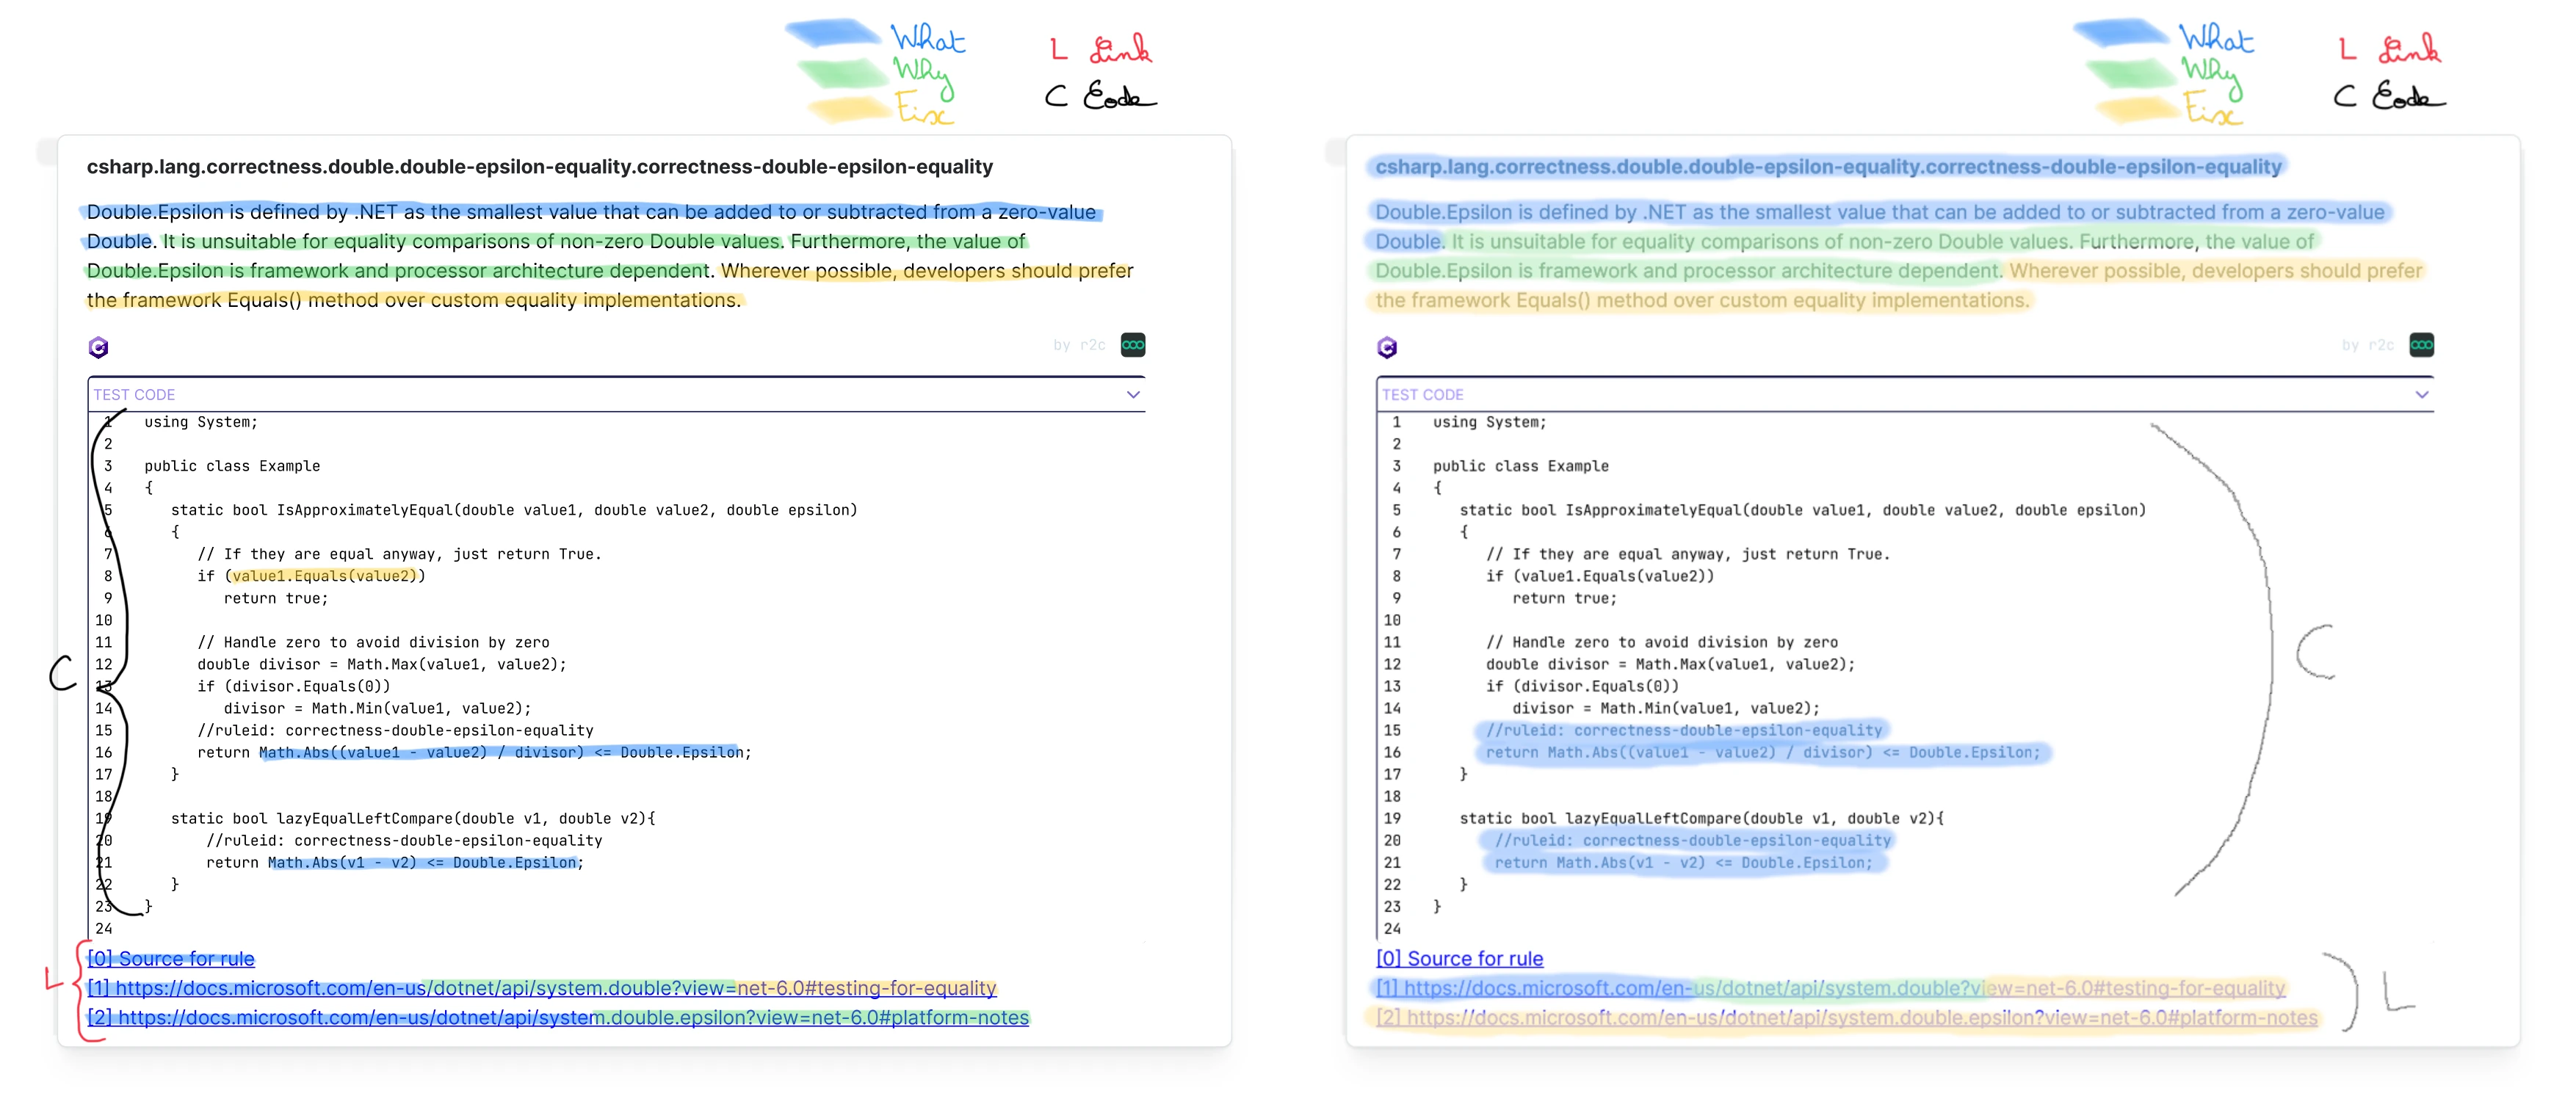 What
Why
Fix
L Link
C Code
csharp.lang.correctness.double.double-epsilon-equality.correctness-double-epsilon-equality
Double.Epsilon is defined by .NET as the smallest value that can be added to or subtracted from a zero-value
Double. It is unsuitable for equality comparisons of non-zero Double values. Furthermore, the value of
Double.Epsilon is framework and processor architecture dependent. Wherever possible, developers should prefer
the framework Equals() method over custom equality implementations.
by r2c
TEST CODE
1 using System;
2
3 public class Example
4 {
5 static bool IsApproximatelyEqual(double value1, double value2, double epsilon)
6 {
7 // If they are equal anyway, just return True.
8 if (value1.Equals(value2))
9 return true;
10
11 // Handle zero to avoid division by zero
12 double divisor = Math.Max(value1, value2);
13 if (divisor.Equals(0))
14 divisor = Math.Min(value1, value2);
15 //ruleid: correctness-double-epsilon-equality
16 return Math.Abs((value1 - value2) / divisor) <= Double.Epsilon;
17 }
18
19 static bool lazyEqualLeftCompare(double v1, double v2){
20 //ruleid: correctness-double-epsilon-equality
21 return Math.Abs(v1 - v2) <= Double.Epsilon;
22 }
23 }
24
C
[0] Source for rule
[1] https://docs.microsoft.com/en-us/dotnet/api/system.double?view=net-6.0#testing-for-equality
[2] https://docs.microsoft.com/en-us/dotnet/api/system.double.epsilon?view=net-6.0#platform-notes
L
What
Why
Fix
L Link
C Code
csharp.lang.correctness.double.double-epsilon-equality.correctness-double-epsilon-equality
Double.Epsilon is defined by .NET as the smallest value that can be added to or subtracted from a zero-value
Double. It is unsuitable for equality comparisons of non-zero Double values. Furthermore, the value of
Double.Epsilon is framework and processor architecture dependent. Wherever possible, developers should prefer
the framework Equals() method over custom equality implementations.
by r2c
TEST CODE
1 using System;
2
3 public class Example
4 {
5 static bool IsApproximatelyEqual(double value1, double value2, double epsilon)
6 {
7 // If they are equal anyway, just return True.
8 if (value1.Equals(value2))
9 return true;
10
11 // Handle zero to avoid division by zero
12 double divisor = Math.Max(value1, value2);
13 if (divisor.Equals(0))
14 divisor = Math.Min(value1, value2);
15 //ruleid: correctness-double-epsilon-equality
16 return Math.Abs((value1 - value2) / divisor) <= Double.Epsilon;
17 }
18
19 static bool lazyEqualLeftCompare(double v1, double v2){
20 //ruleid: correctness-double-epsilon-equality
21 return Math.Abs(v1 - v2) <= Double.Epsilon;
22 }
23 }
24
C
[0] Source for rule
[1] https://docs.microsoft.com/en-us/dotnet/api/system.double?view=net-6.0#testing-for-equality
[2] https://docs.microsoft.com/en-us/dotnet/api/system.double.epsilon?view=net-6.0#platform-notes
L